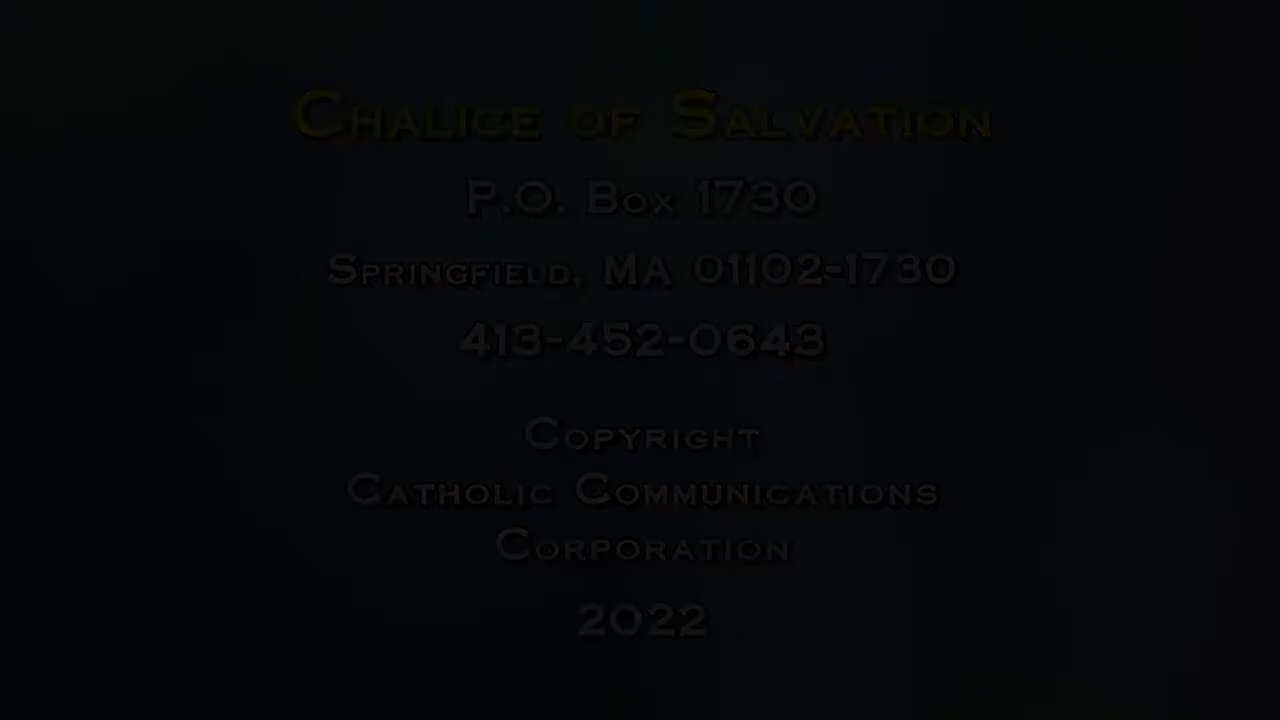 Chalice of Salvation
P.O. Box 1730
Springfield, MA 01102-1730
413-452-0643
Copyright
Catholic Communications
Corporation
2022